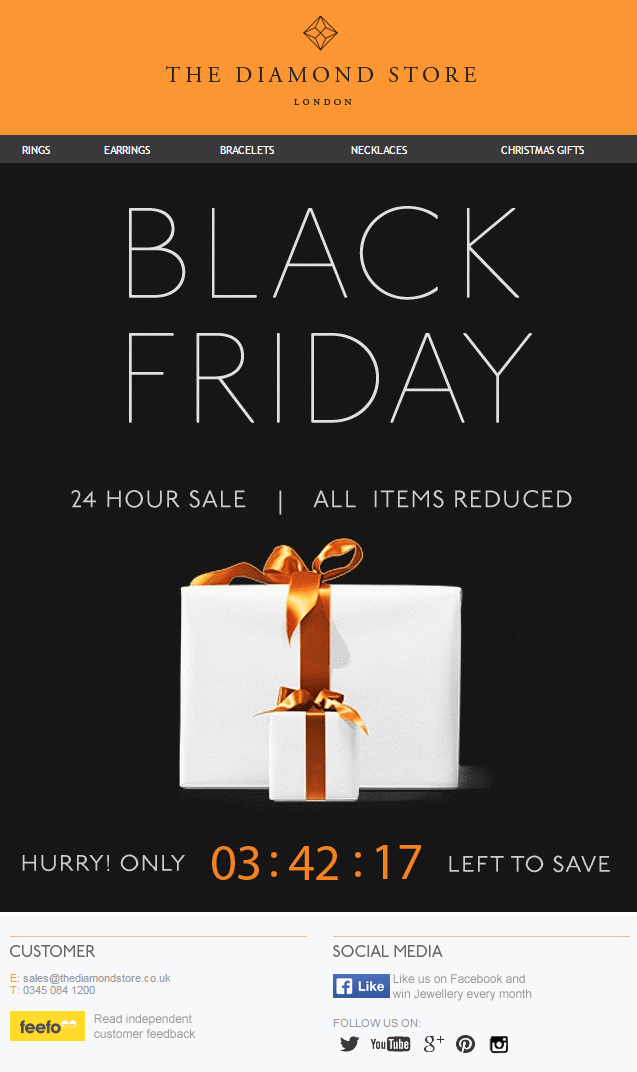 THE DIAMOND STORE
LONDON
RINGS EARRINGS BRACELETS NECKLACES CHRISTMAS GIFTS
BLACK
FRIDAY
24 HOUR SALE | ALL ITEMS REDUCED
HURRY! ONLY 03 : 42 : 17 LEFT TO SAVE
CUSTOMER
E: sales@thediamondstore.co.uk
T: 0345 084 1200
feefo
Read independent
customer feedback
SOCIAL MEDIA
f Like
Like us on Facebook and
win Jewellery every month
FOLLOW US ON:
YouTube g+